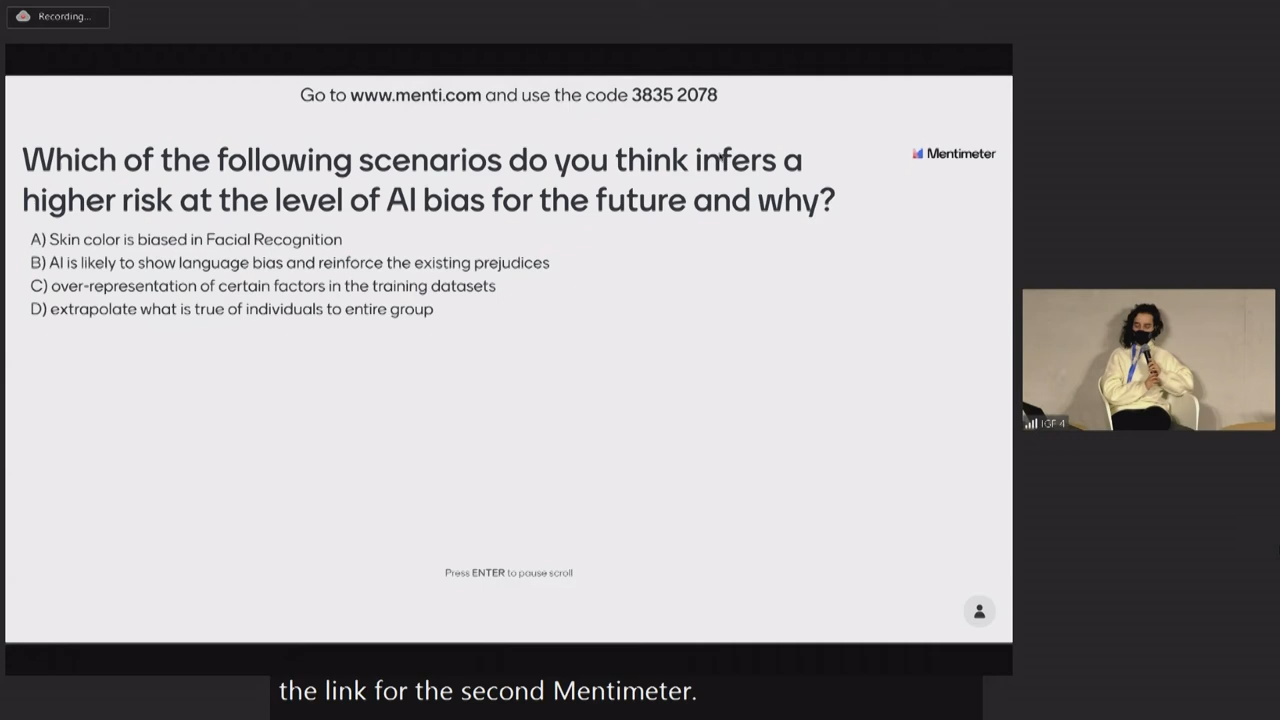 Recording...
Go to www.menti.com and use the code 3835 2078
Which of the following scenarios do you think infers a
higher risk at the level of AI bias for the future and why?
Mentimeter
A) Skin color is biased in Facial Recognition
B) AI is likely to show language bias and reinforce the existing prejudices
C) over-representation of certain factors in the training datasets
D) extrapolate what is true of individuals to entire group
Press ENTER to pause scroll
IGF 4
the link for the second Mentimeter.